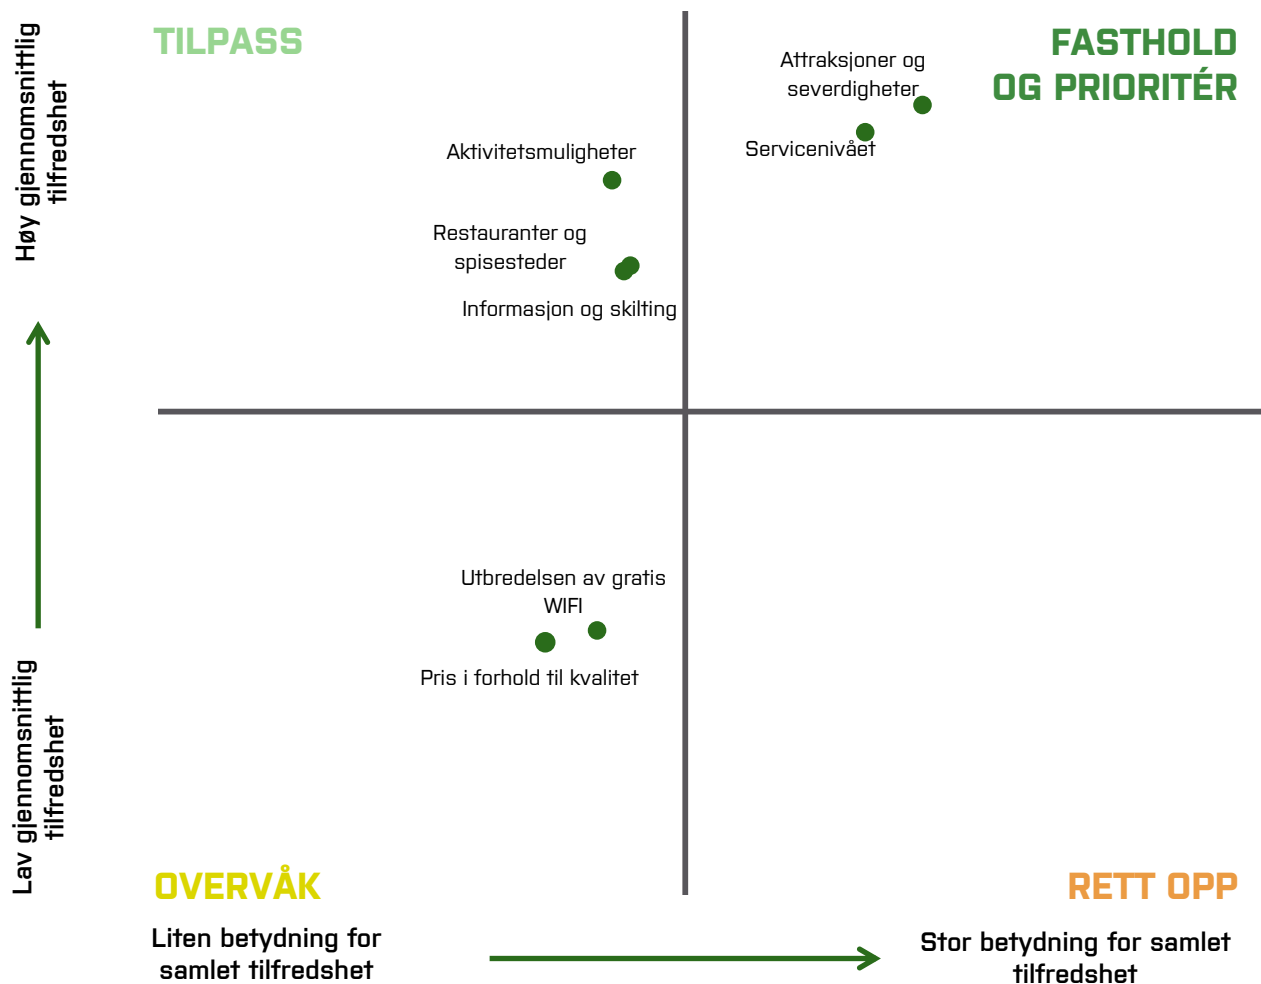 Høy gjennomsnittlig
tilfredshet
TILPASS
FASTHOLD
OG PRIORITÉR
Attraksjoner og
severdigheter
Servicenivået
Aktivitetsmuligheter
Restauranter og
spisesteder
Informasjon og skilting
Utbredelsen av gratis
WIFI
Pris i forhold til kvalitet
Lav gjennomsnittlig
tilfredshet
OVERVÅK
RETT OPP
Liten betydning for
samlet tilfredshet
Stor betydning for samlet
tilfredshet